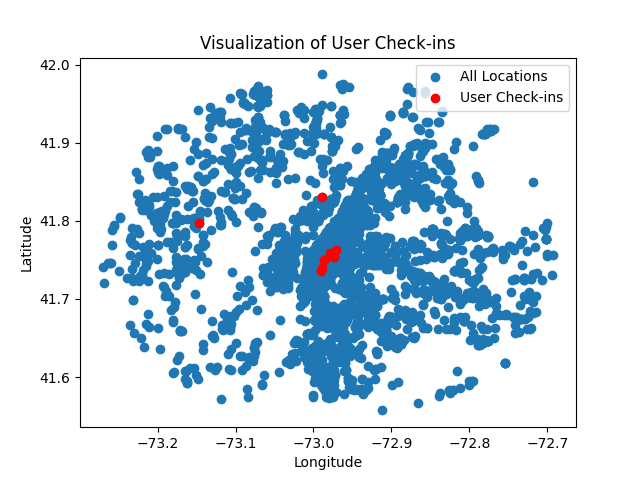 Visualization of User Check-ins
All Locations
User Check-ins
42.0
41.9
41.8
41.7
41.6
Latitude
−73.2
−73.1
−73.0
−72.9
−72.8
−72.7
Longitude